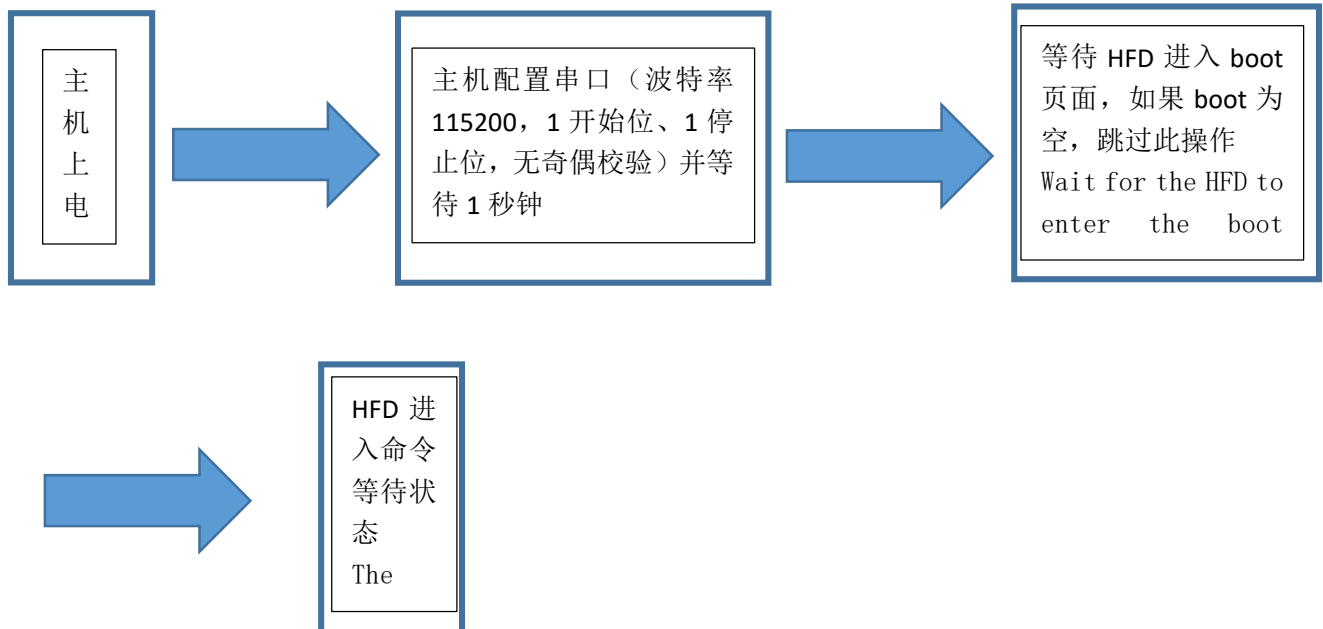 主
机
上
电
主机配置串口（波特率
115200，1 开始位、1 停
止位，无奇偶校验）并等
待 1 秒钟
等待 HFD 进入 boot
页面，如果 boot 为
空，跳过此操作
Wait for the HFD to
enter the boot
HFD 进
入命令
等待状
态
The